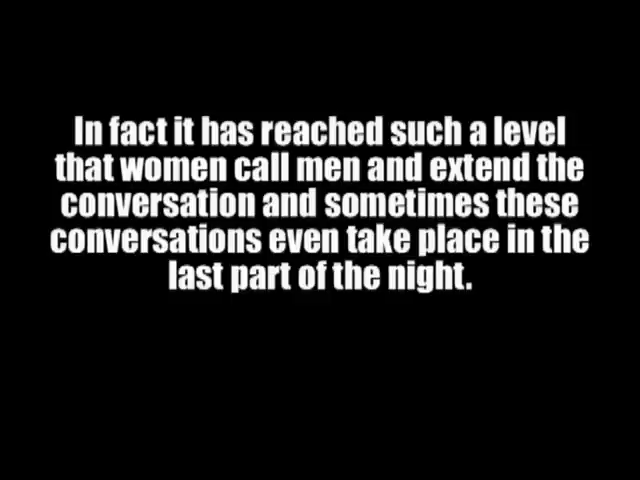 In fact it has reached such a level
that women call men and extend the
conversation and sometimes these
conversations even take place in the
last part of the night.